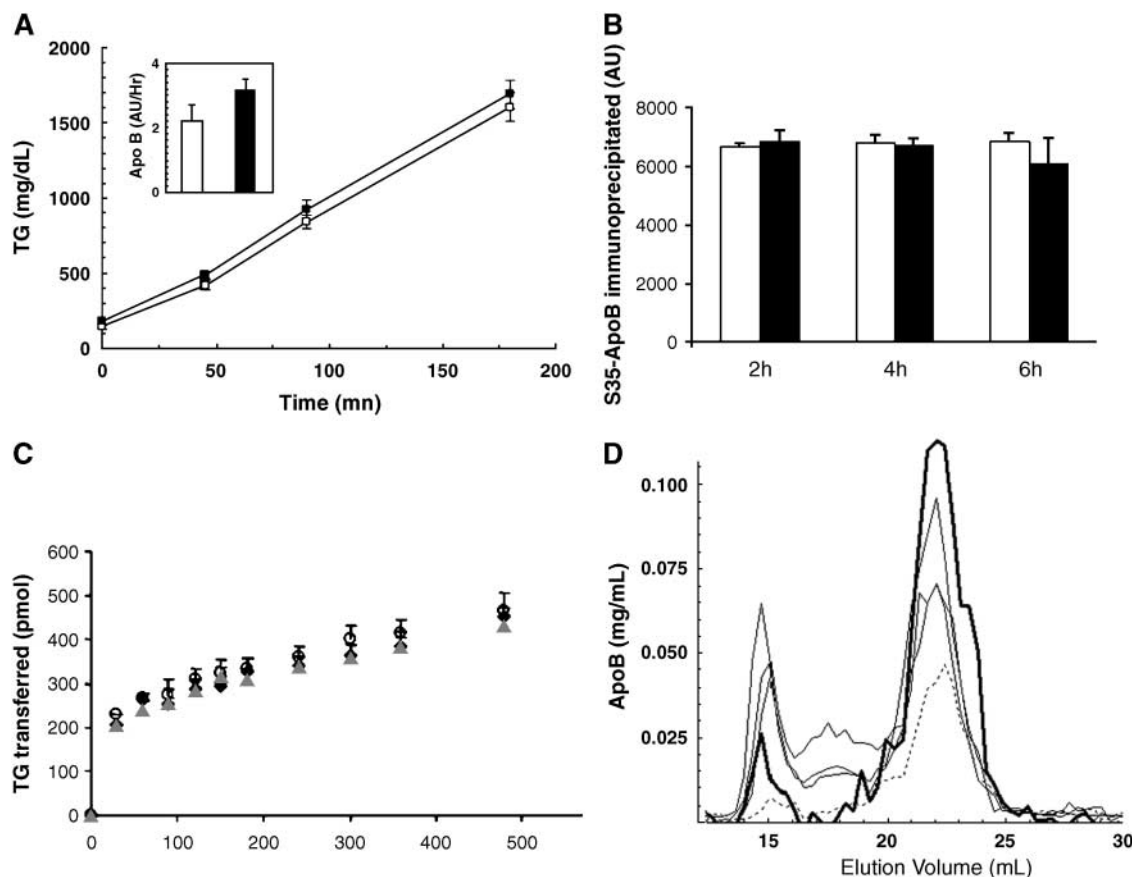 A
TG (mg/dL)
2000
1500
1000
500
0
0
50
100
150
200
Time (mn)
Apo B (AU/Hr)
4
2
0
B
S35-ApoB immunoprecipitated (AU)
8000
6000
4000
2000
0
2h
4h
6h
C
TG transferred (pmol)
600
500
400
300
200
100
0
0
100
200
300
400
500
D
ApoB (mg/mL)
0.100
0.075
0.050
0.025
15
20
25
30
Elution Volume (mL)